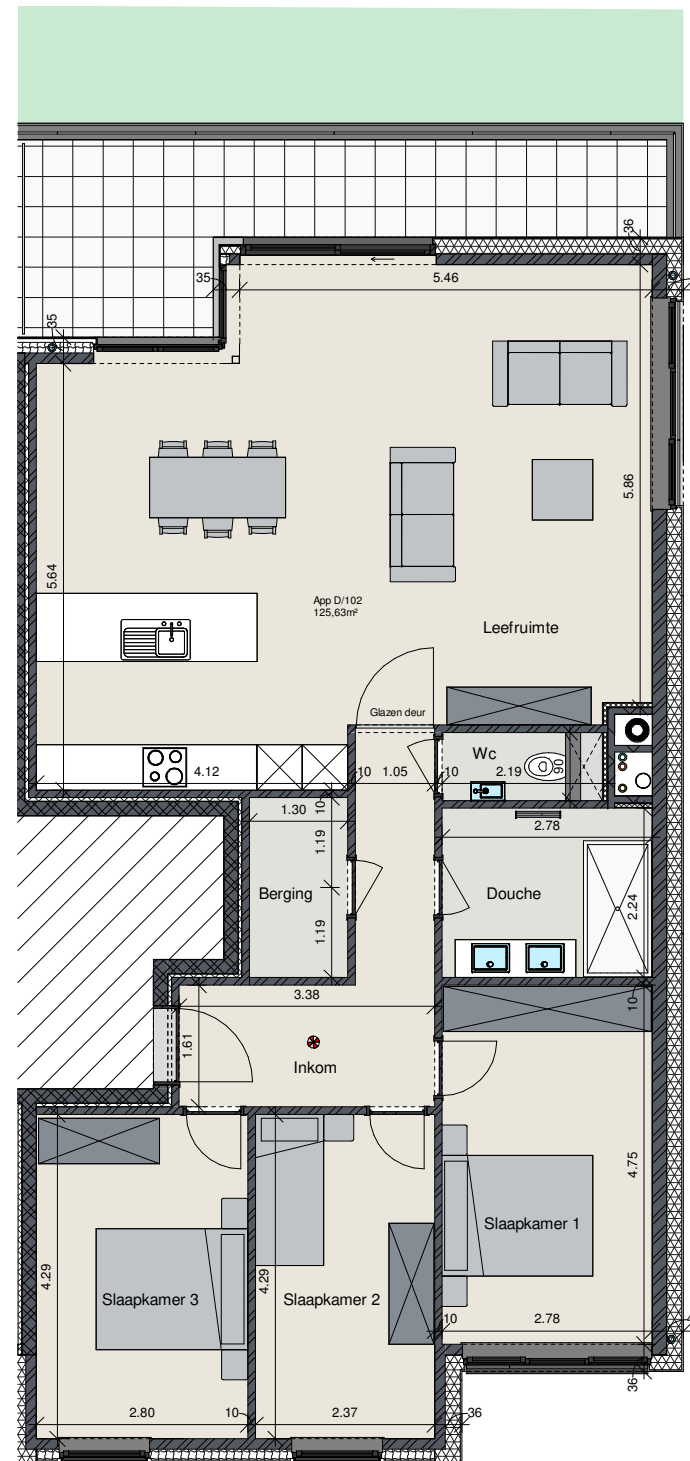 36
35
5.46
35
5.86
5.64
App D/102
125,63m²
Leefruimte
Glazen deur
Wc
4.12
10
1.05
10
2.19
90
1.30
10
2.78
1.19
Berging
Douche
2.24
1.19
3.38
10
1.61
Inkom
4.75
Slaapkamer 1
4.29
Slaapkamer 3
4.29
Slaapkamer 2
10
2.78
36
2.80
10
2.37
36